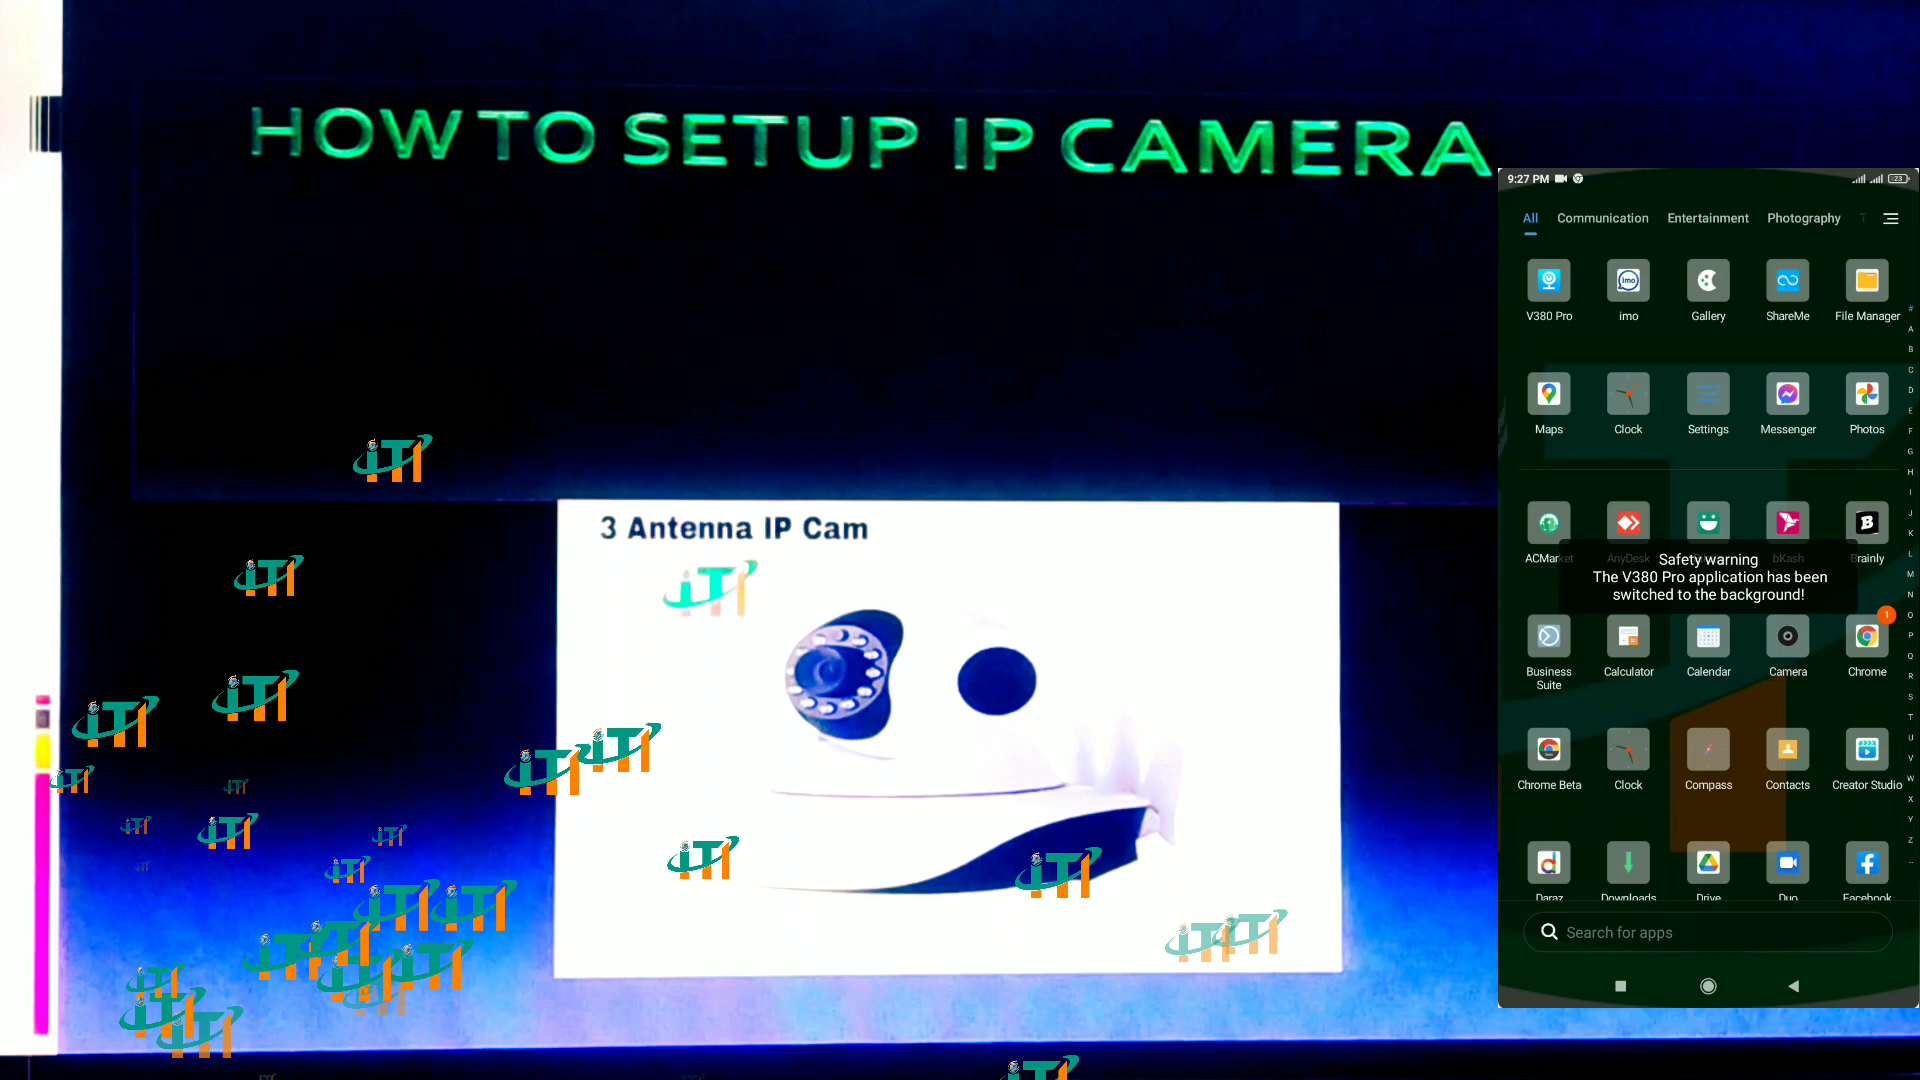 HOW TO SETUP IP CAMERA
3 Antenna IP Cam
iTi
9:27 PM
23
All Communication Entertainment Photography T
V380 Pro imo Gallery ShareMe File Manager
Maps Clock Settings Messenger Photos
ACMarket AnyDesk bKash Brainly
Safety warning
The V380 Pro application has been
switched to the background!
1
Business Suite Calculator Calendar Camera Chrome
Chrome Beta Clock Compass Contacts Creator Studio
Daraz Downloads Drive Duo Facebook
Search for apps
#
A
B
C
D
E
F
G
H
I
J
K
L
M
N
O
P
Q
R
S
T
U
V
W
X
Y
Z